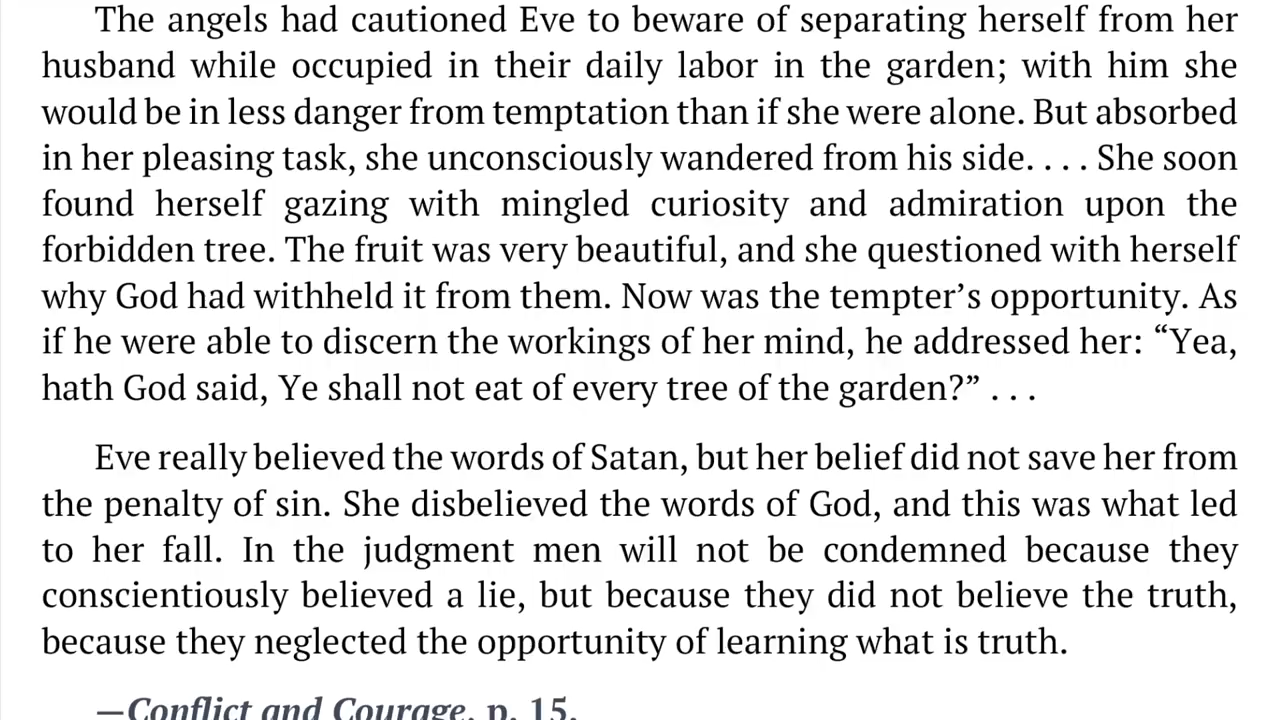 The angels had cautioned Eve to beware of separating herself from her
husband while occupied in their daily labor in the garden; with him she
would be in less danger from temptation than if she were alone. But absorbed
in her pleasing task, she unconsciously wandered from his side. . . . She soon
found herself gazing with mingled curiosity and admiration upon the
forbidden tree. The fruit was very beautiful, and she questioned with herself
why God had withheld it from them. Now was the tempter’s opportunity. As
if he were able to discern the workings of her mind, he addressed her: “Yea,
hath God said, Ye shall not eat of every tree of the garden?” . . .
Eve really believed the words of Satan, but her belief did not save her from
the penalty of sin. She disbelieved the words of God, and this was what led
to her fall. In the judgment men will not be condemned because they
conscientiously believed a lie, but because they did not believe the truth,
because they neglected the opportunity of learning what is truth.
—Conflict and Courage, p. 15.